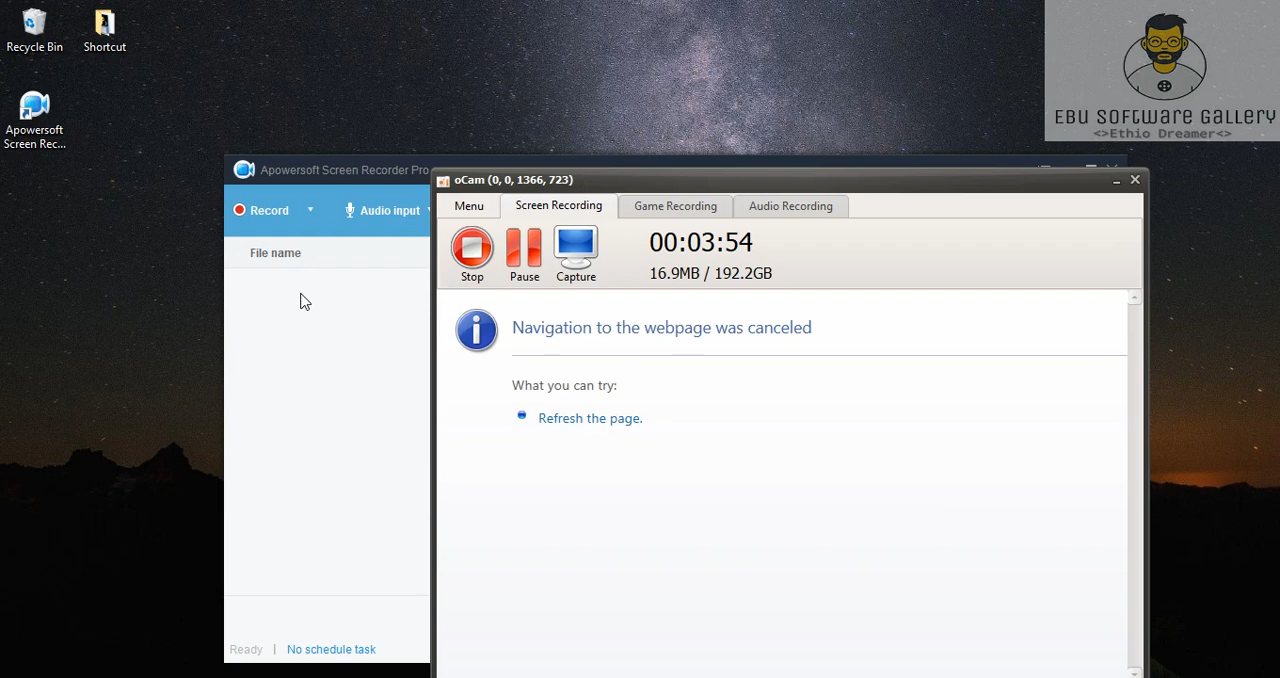 Recycle Bin
Shortcut
Apowersoft
Screen Rec...
EBU SOFTWARE GALLERY
<>Ethio Dreamer<>
Apowersoft Screen Recorder Pro
Record
Audio input
File name
Ready | No schedule task
oCam (0, 0, 1366, 723)
Menu
Screen Recording
Game Recording
Audio Recording
Stop
Pause
Capture
00:03:54
16.9MB / 192.2GB
Navigation to the webpage was canceled
What you can try:
Refresh the page.